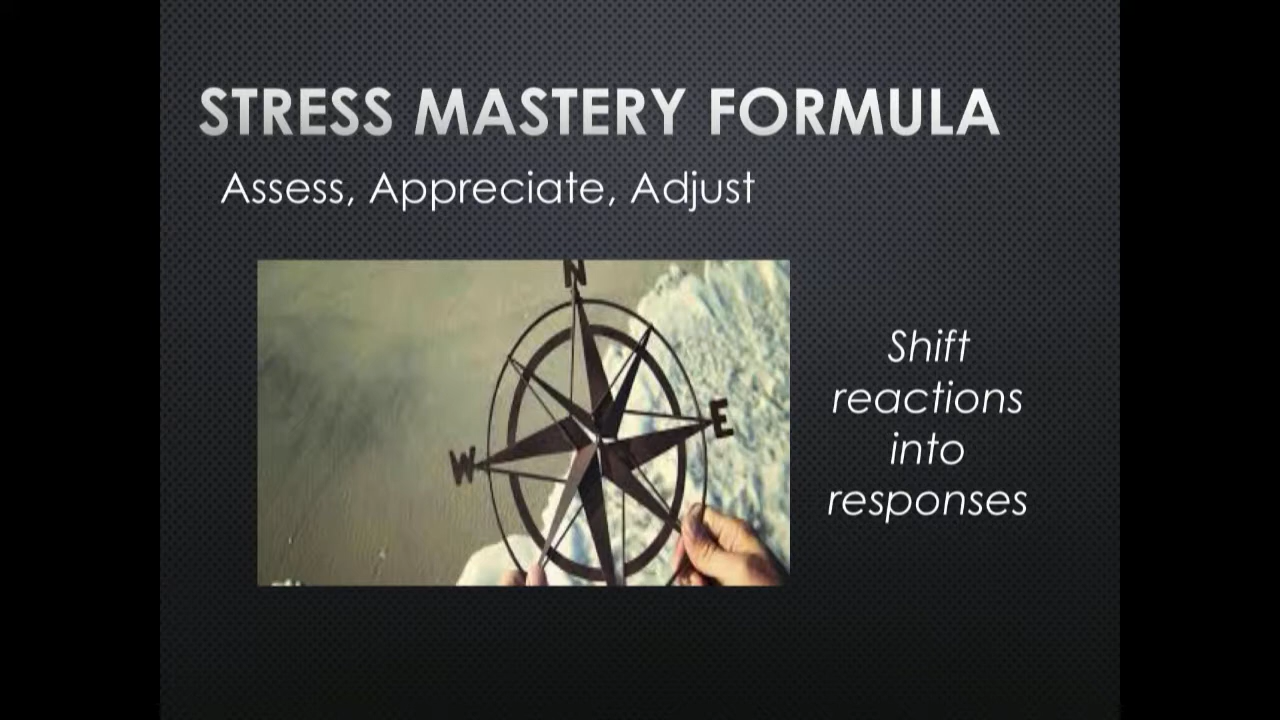 STRESS MASTERY FORMULA
Assess, Appreciate, Adjust
N
E
W
Shift
reactions
into
responses